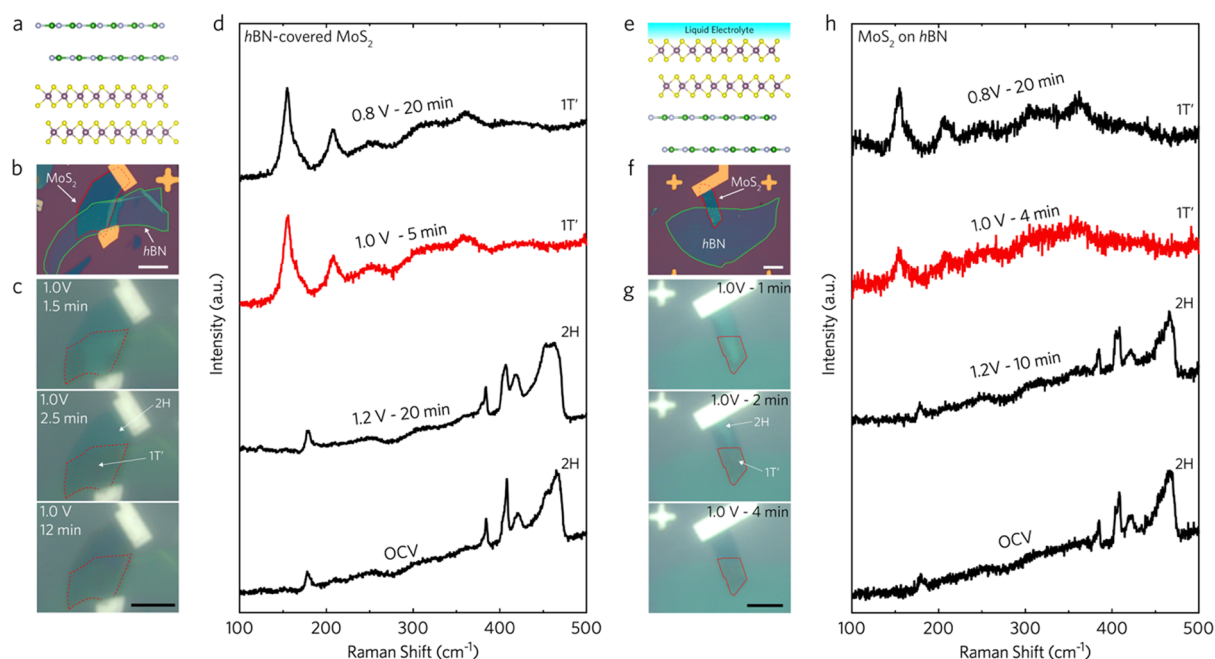 a
b
MoS2
hBN
c
1.0V
1.5 min
1.0V
2.5 min
2H
1T'
1.0 V
12 min
d
hBN-covered MoS2
0.8V - 20 min
1T'
1.0 V - 5 min
1T'
1.2 V - 20 min
2H
OCV
2H
Intensity (a.u.)
100 200 300 400 500
Raman Shift (cm-1)
e
Liquid Electrolyte
f
MoS2
hBN
g
1.0V - 1 min
1.0V - 2 min
2H
1T'
1.0 V - 4 min
h
MoS2 on hBN
0.8V - 20 min
1T'
1.0 V - 4 min
1T'
1.2V - 10 min
2H
OCV
2H
Intensity (a.u.)
100 200 300 400 500
Raman Shift (cm-1)